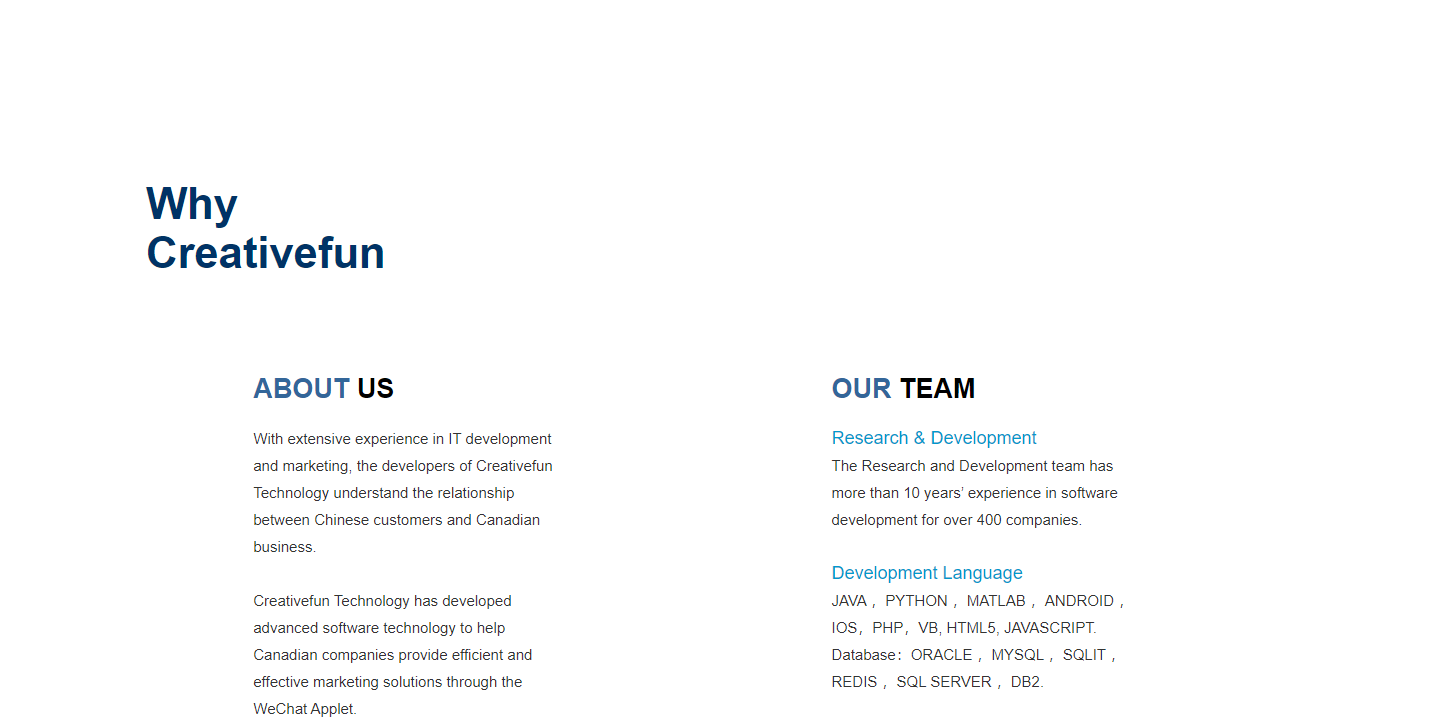 Why
Creativefun
ABOUT US
With extensive experience in IT development
and marketing, the developers of Creativefun
Technology understand the relationship
between Chinese customers and Canadian
business.
Creativefun Technology has developed
advanced software technology to help
Canadian companies provide efficient and
effective marketing solutions through the
WeChat Applet.
OUR TEAM
Research & Development
The Research and Development team has
more than 10 years’ experience in software
development for over 400 companies.
Development Language
JAVA ，PYTHON ，MATLAB ，ANDROID ，
IOS，PHP，VB, HTML5, JAVASCRIPT.
Database：ORACLE ，MYSQL ，SQLIT ，
REDIS ，SQL SERVER ，DB2.